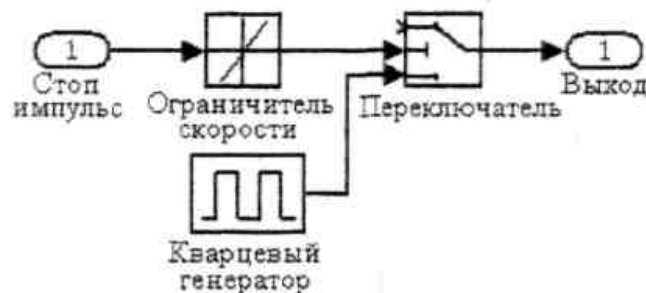 1
1
Стоп
импульс
Ограничитель
скорости
Переключатель
Выход
Кварцевый
генератор